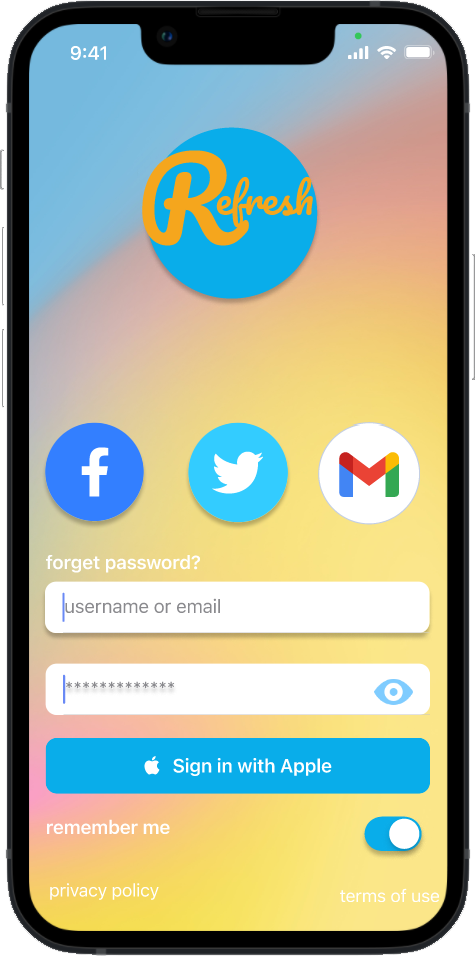 9:41
Refresh
forget password?
username or email
*************
Sign in with Apple
remember me
privacy policy
terms of use